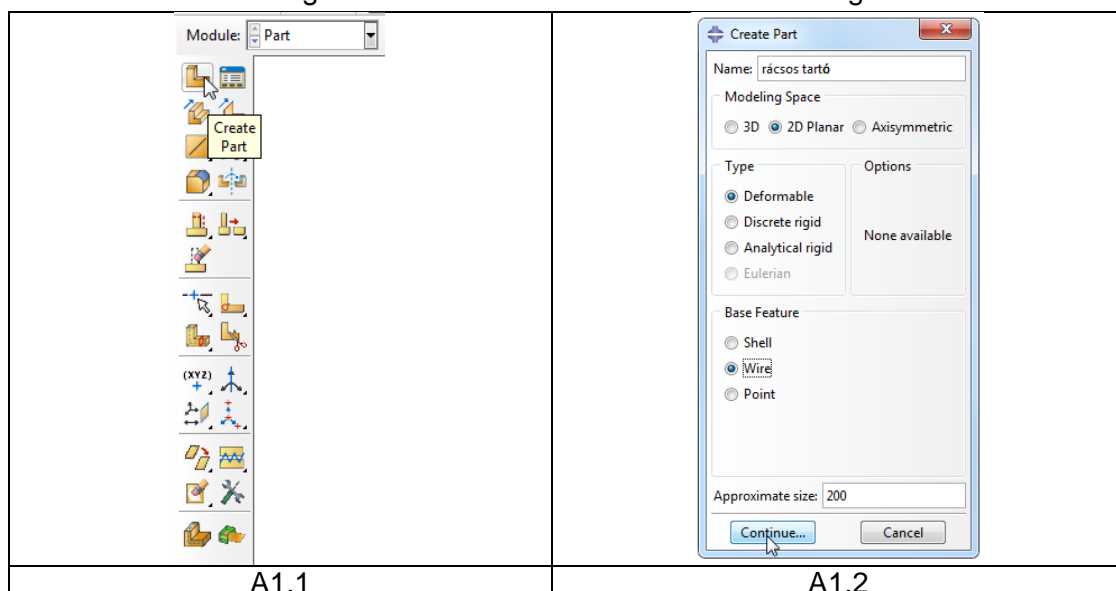 Module: Part
Create
Part
(XYZ)
A1.1
Create Part
Name: rácsos tartó
Modeling Space
3D 2D Planar Axisymmetric
Type
Deformable
Discrete rigid
Analytical rigid
Eulerian
Options
None available
Base Feature
Shell
Wire
Point
Approximate size: 200
Continue... Cancel
A1.2